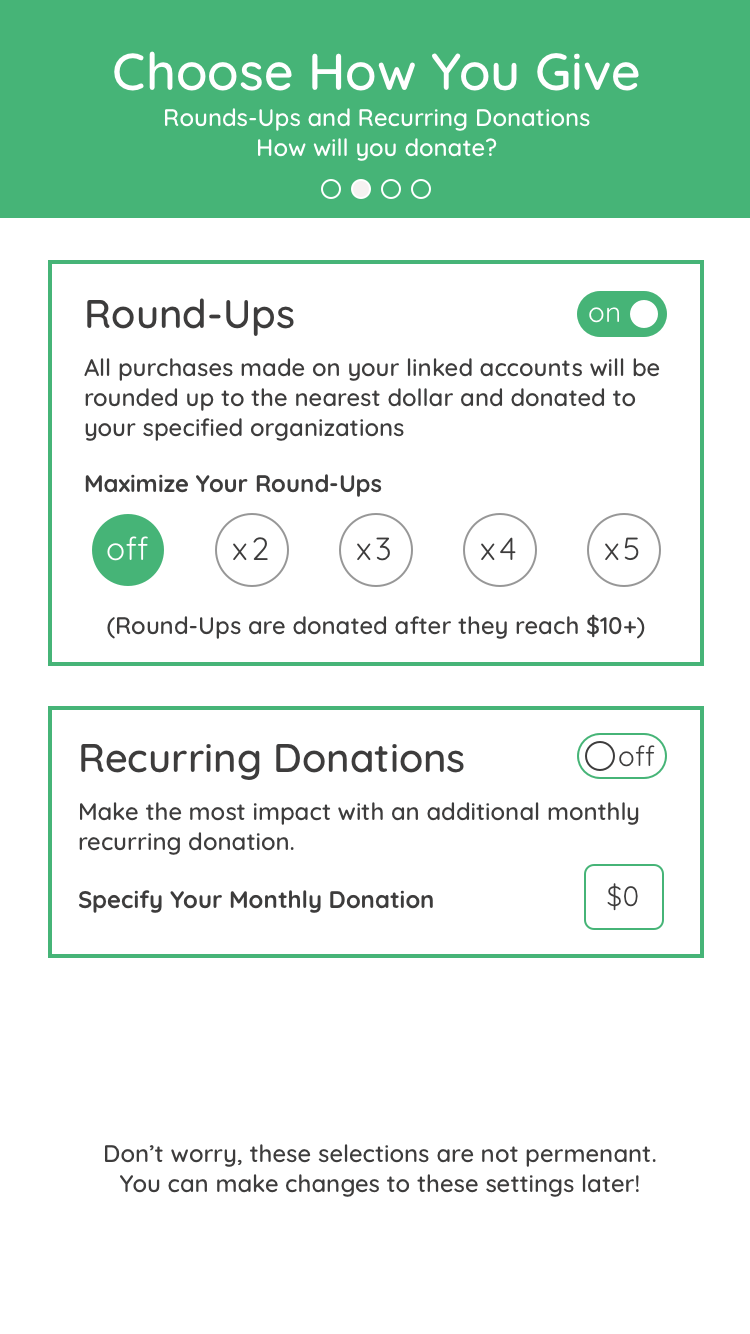 Choose How You Give
Rounds-Ups and Recurring Donations
How will you donate?
Round-Ups
on
All purchases made on your linked accounts will be
rounded up to the nearest dollar and donated to
your specified organizations
Maximize Your Round-Ups
off x2 x3 x4 x5
(Round-Ups are donated after they reach $10+)
Recurring Donations
off
Make the most impact with an additional monthly
recurring donation.
Specify Your Monthly Donation
$0
Don’t worry, these selections are not permenant.
You can make changes to these settings later!